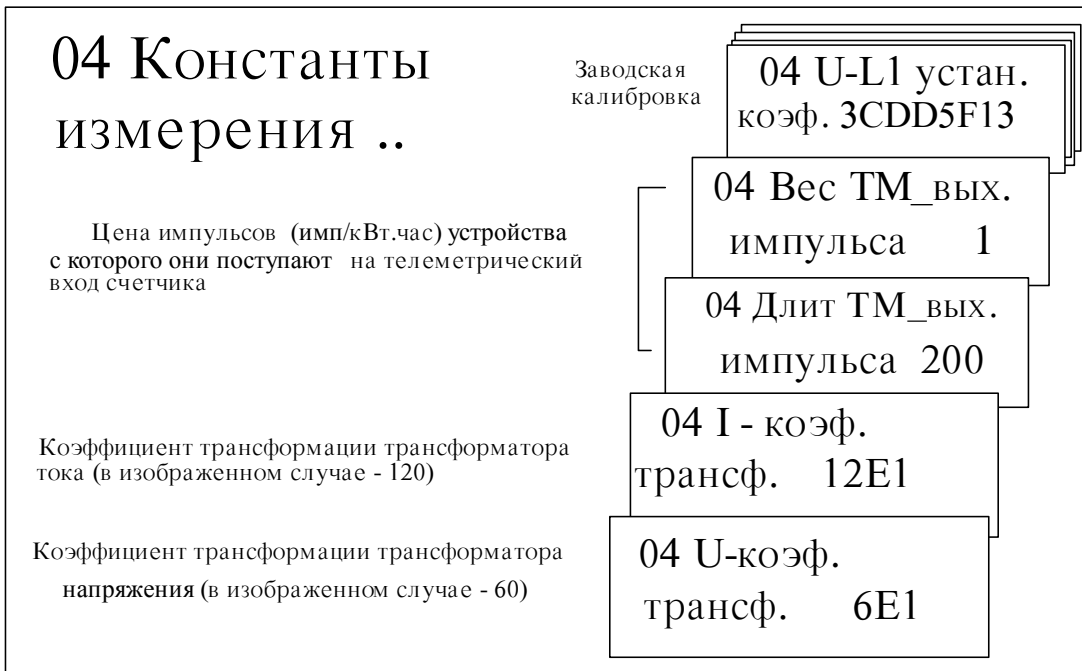 04 Константы
измерения ..
Заводская
калибровка
04 U-L1 устан.
коэф. 3CDD5F13
Цена импульсов (имп/кВт.час) устройства
с которого они поступают на телеметрический
вход счетчика
04 Вес ТМ_вых.
импульса 1
04 Длит ТМ_вых.
импульса 200
Коэффициент трансформации трансформатора
тока (в изображенном случае - 120)
04 I - коэф.
трансф. 12E1
Коэффициент трансформации трансформатора
напряжения (в изображенном случае - 60)
04 U-коэф.
трансф. 6E1